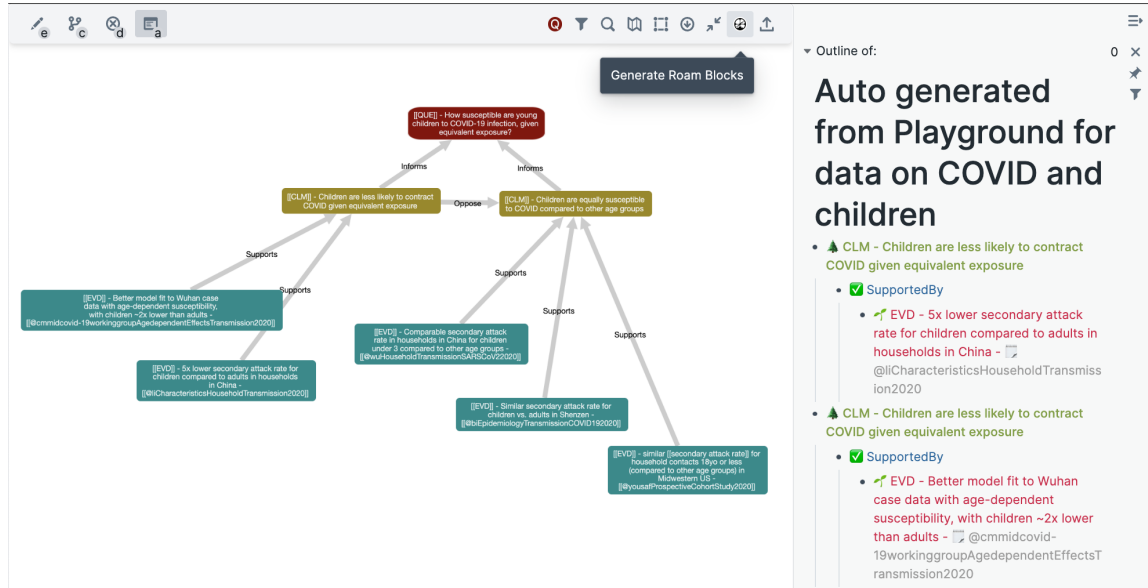 e
c
d
a
Q
Generate Roam Blocks
[[QUE]] - How susceptible are young
children to COVID-19 infection, given
equivalent exposure?
Informs
Informs
[[CLM]] - Children are less likely to contract
COVID given equivalent exposure
Oppose
[[CLM]] - Children are equally susceptible
to COVID compared to other age groups
Supports
Supports
Supports
Supports
Supports
[[EVD]] - Better model fit to Wuhan case
data with age-dependent susceptibility,
with children ~2x lower than adults -
[[@cmmidcovid-19workinggroupAgedependentEffectsTransmission2020]]
[[EVD]] - Comparable secondary attack
rate in households in China for children
under 3 compared to other age groups -
[[@wuHouseholdTransmissionSARSCoV22020]]
[[EVD]] - 5x lower secondary attack rate for
children compared to adults in households
in China -
[[@liCharacteristicsHouseholdTransmission2020]]
[[EVD]] - Similar secondary attack rate for
children vs. adults in Shenzen -
[[@biEpidemiologyTransmissionCOVID192020]]
[[EVD]] - similar [[secondary attack rate]] for
household contacts 18yo or less
(compared to other age groups) in
Midwestern US -
[[@yousafProspectiveCohortStudy2020]]
Outline of:
0
Auto generated
from Playground for
data on COVID and
children
CLM - Children are less likely to contract
COVID given equivalent exposure
SupportedBy
EVD - 5x lower secondary attack
rate for children compared to adults in
households in China -
@liCharacteristicsHouseholdTransmiss
ion2020
CLM - Children are less likely to contract
COVID given equivalent exposure
SupportedBy
EVD - Better model fit to Wuhan
case data with age-dependent
susceptibility, with children ~2x lower
than adults - @cmmidcovid-
19workinggroupAgedependentEffectsT
ransmission2020